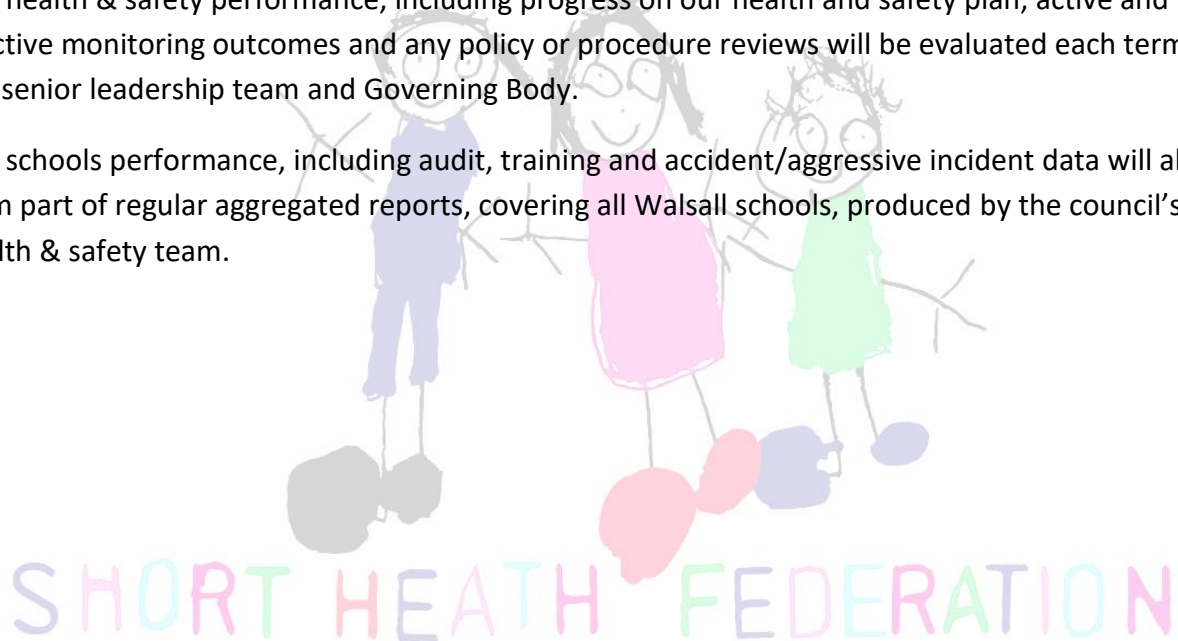 health & safety performance, including progress on our health and safety plan, active and
ctive monitoring outcomes and any policy or procedure reviews will be evaluated each term
senior leadership team and Governing Body.
schools performance, including audit, training and accident/aggressive incident data will al
m part of regular aggregated reports, covering all Walsall schools, produced by the council’s
lth & safety team.
SHORT HEATH FEDERATION